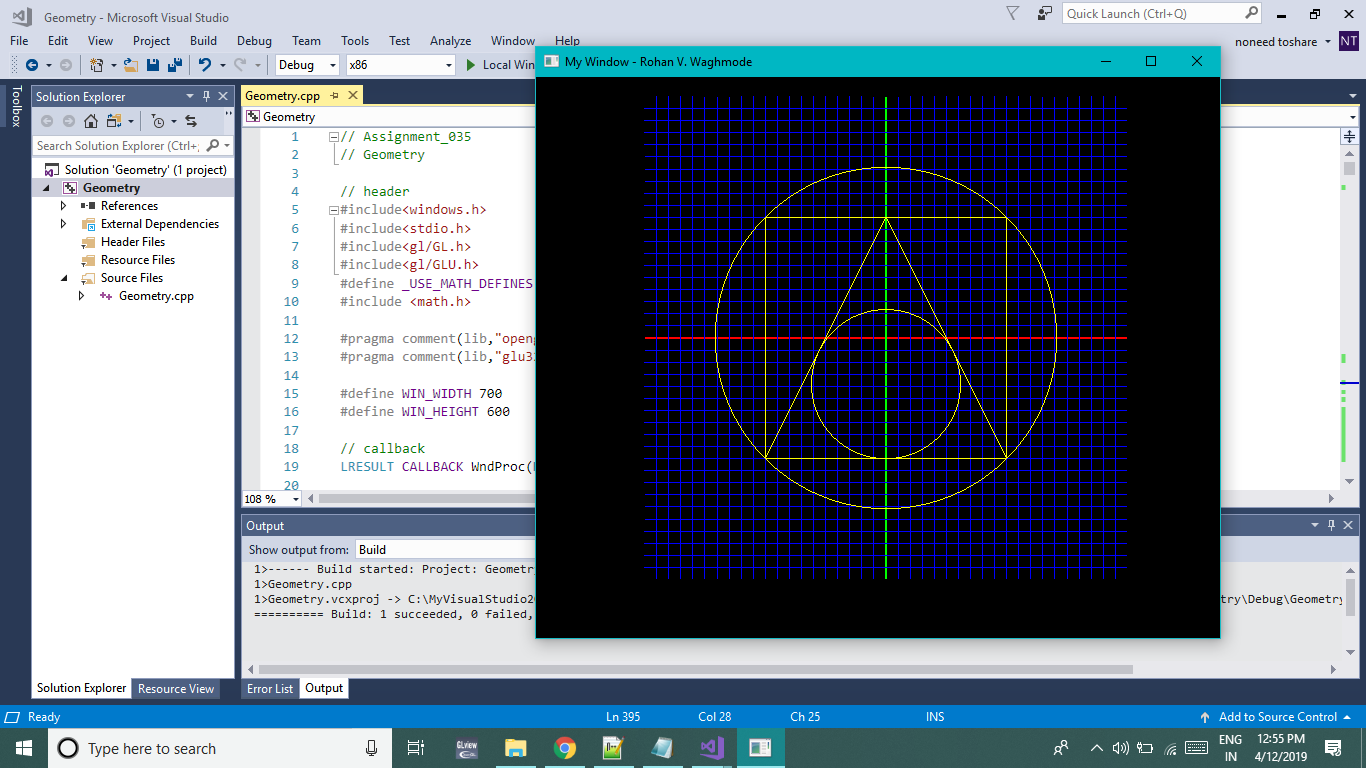 Geometry - Microsoft Visual Studio
Quick Launch (Ctrl+Q)
File Edit View Project Build Debug Team Tools Test Analyze Window Help
noneed toshare NT
Debug x86 Local Win
My Window - Rohan V. Waghmode
Toolbox
Solution Explorer
Search Solution Explorer (Ctrl+;
Solution 'Geometry' (1 project)
Geometry
References
External Dependencies
Header Files
Resource Files
Source Files
Geometry.cpp
Geometry.cpp
Geometry
1 // Assignment_035
2 // Geometry
3
4 // header
5 #include<windows.h>
6 #include<stdio.h>
7 #include<gl/GL.h>
8 #include<gl/GLU.h>
9 #define _USE_MATH_DEFINES
10 #include <math.h>
11
12 #pragma comment(lib,"openg
13 #pragma comment(lib,"glu32
14
15 #define WIN_WIDTH 700
16 #define WIN_HEIGHT 600
17
18 // callback
19 LRESULT CALLBACK WndProc(
20
108 %
Output
Show output from: Build
1>------ Build started: Project: Geometry
1>Geometry.cpp
1>Geometry.vcxproj -> C:\MyVisualStudio20 try\Debug\Geometry
========== Build: 1 succeeded, 0 failed,
Solution Explorer Resource View
Error List Output
Ready Ln 395 Col 28 Ch 25 INS Add to Source Control
Type here to search
GLview
ENG
IN
12:55 PM
4/12/2019